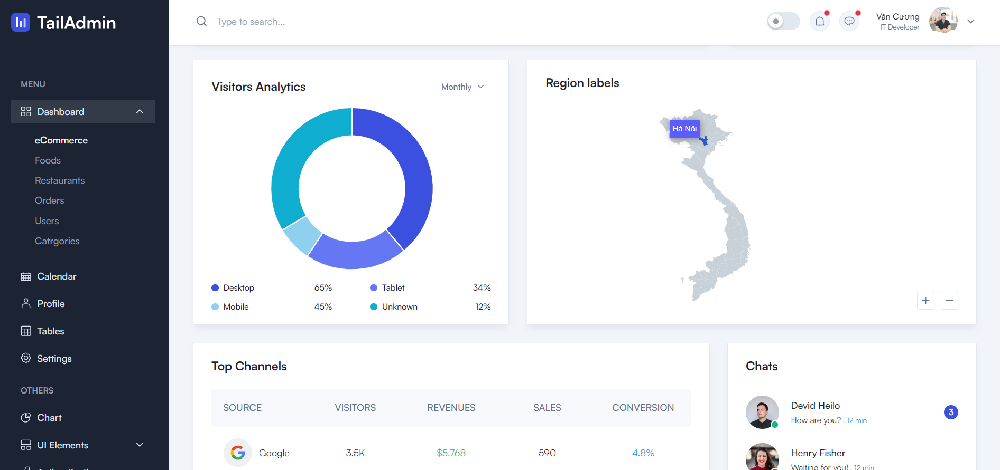 TailAdmin
MENU
Dashboard
eCommerce
Foods
Restaurants
Orders
Users
Catrgories
Calendar
Profile
Tables
Settings
OTHERS
Chart
UI Elements
Type to search...
Văn Cương
IT Developer
Visitors Analytics
Monthly
Desktop 65%
Tablet 34%
Mobile 45%
Unknown 12%
Region labels
Hà Nội
Top Channels
SOURCE VISITORS REVENUES SALES CONVERSION
Google 3.5K $5,768 590 4.8%
Chats
Devid Heilo
How are you? . 12 min
3
Henry Fisher
Waiting for you! . 12 min